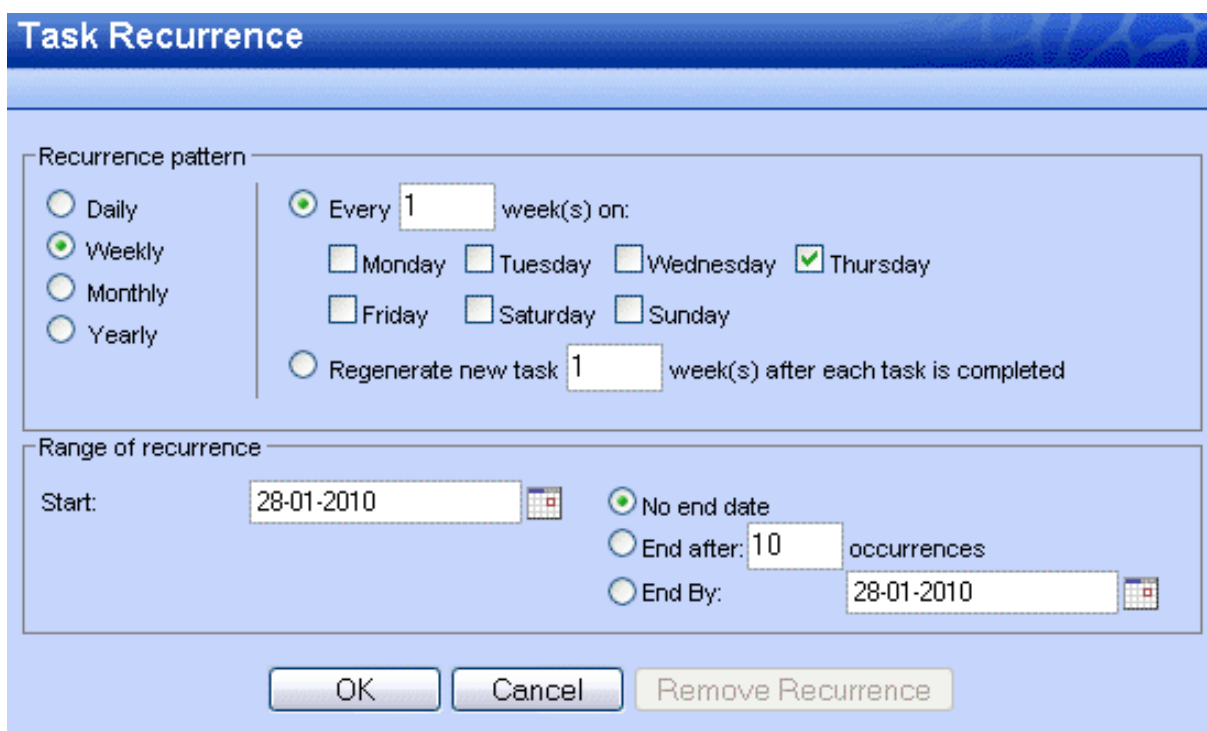 Task Recurrence
Recurrence pattern
Daily
Weekly
Monthly
Yearly
Every 1 week(s) on:
Monday Tuesday Wednesday Thursday
Friday Saturday Sunday
Regenerate new task 1 week(s) after each task is completed
Range of recurrence
Start: 28-01-2010
No end date
End after: 10 occurrences
End By: 28-01-2010
OK Cancel Remove Recurrence